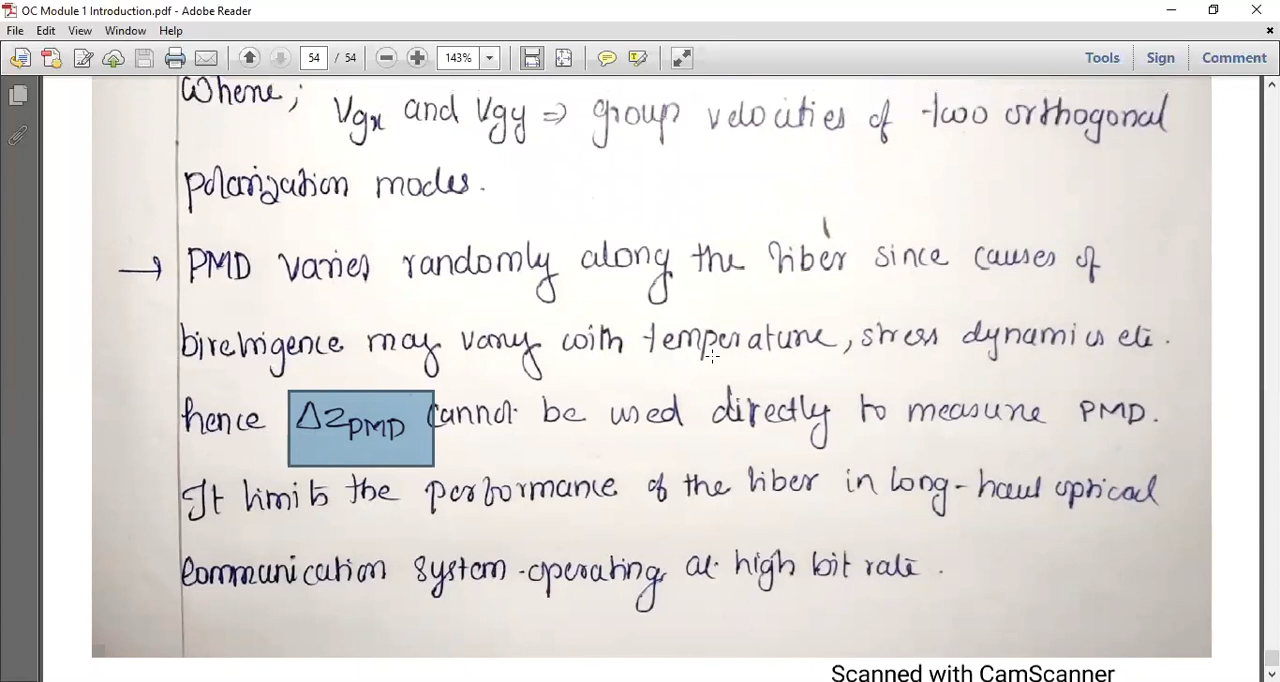 OC Module 1 Introduction.pdf - Adobe Reader
File Edit View Window Help
54 / 54 143% Tools Sign Comment
Where; Vgx and Vgy => group velocities of two orthogonal
polarization modes.
→ PMD varies randomly along the fiber since causes of
birefrigence may vary with temperature, stress dynamics etc.
hence ΔZPMD cannot be used directly to measure PMD.
It limits the performance of the fiber in long-haul optical
Communication system operating at high bit rate.
Scanned with CamScanner